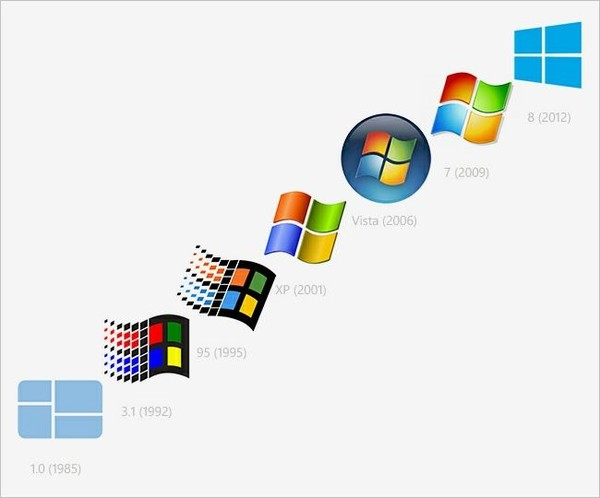 8 (2012)
7 (2009)
Vista (2006)
XP (2001)
95 (1995)
3.1 (1992)
1.0 (1985)